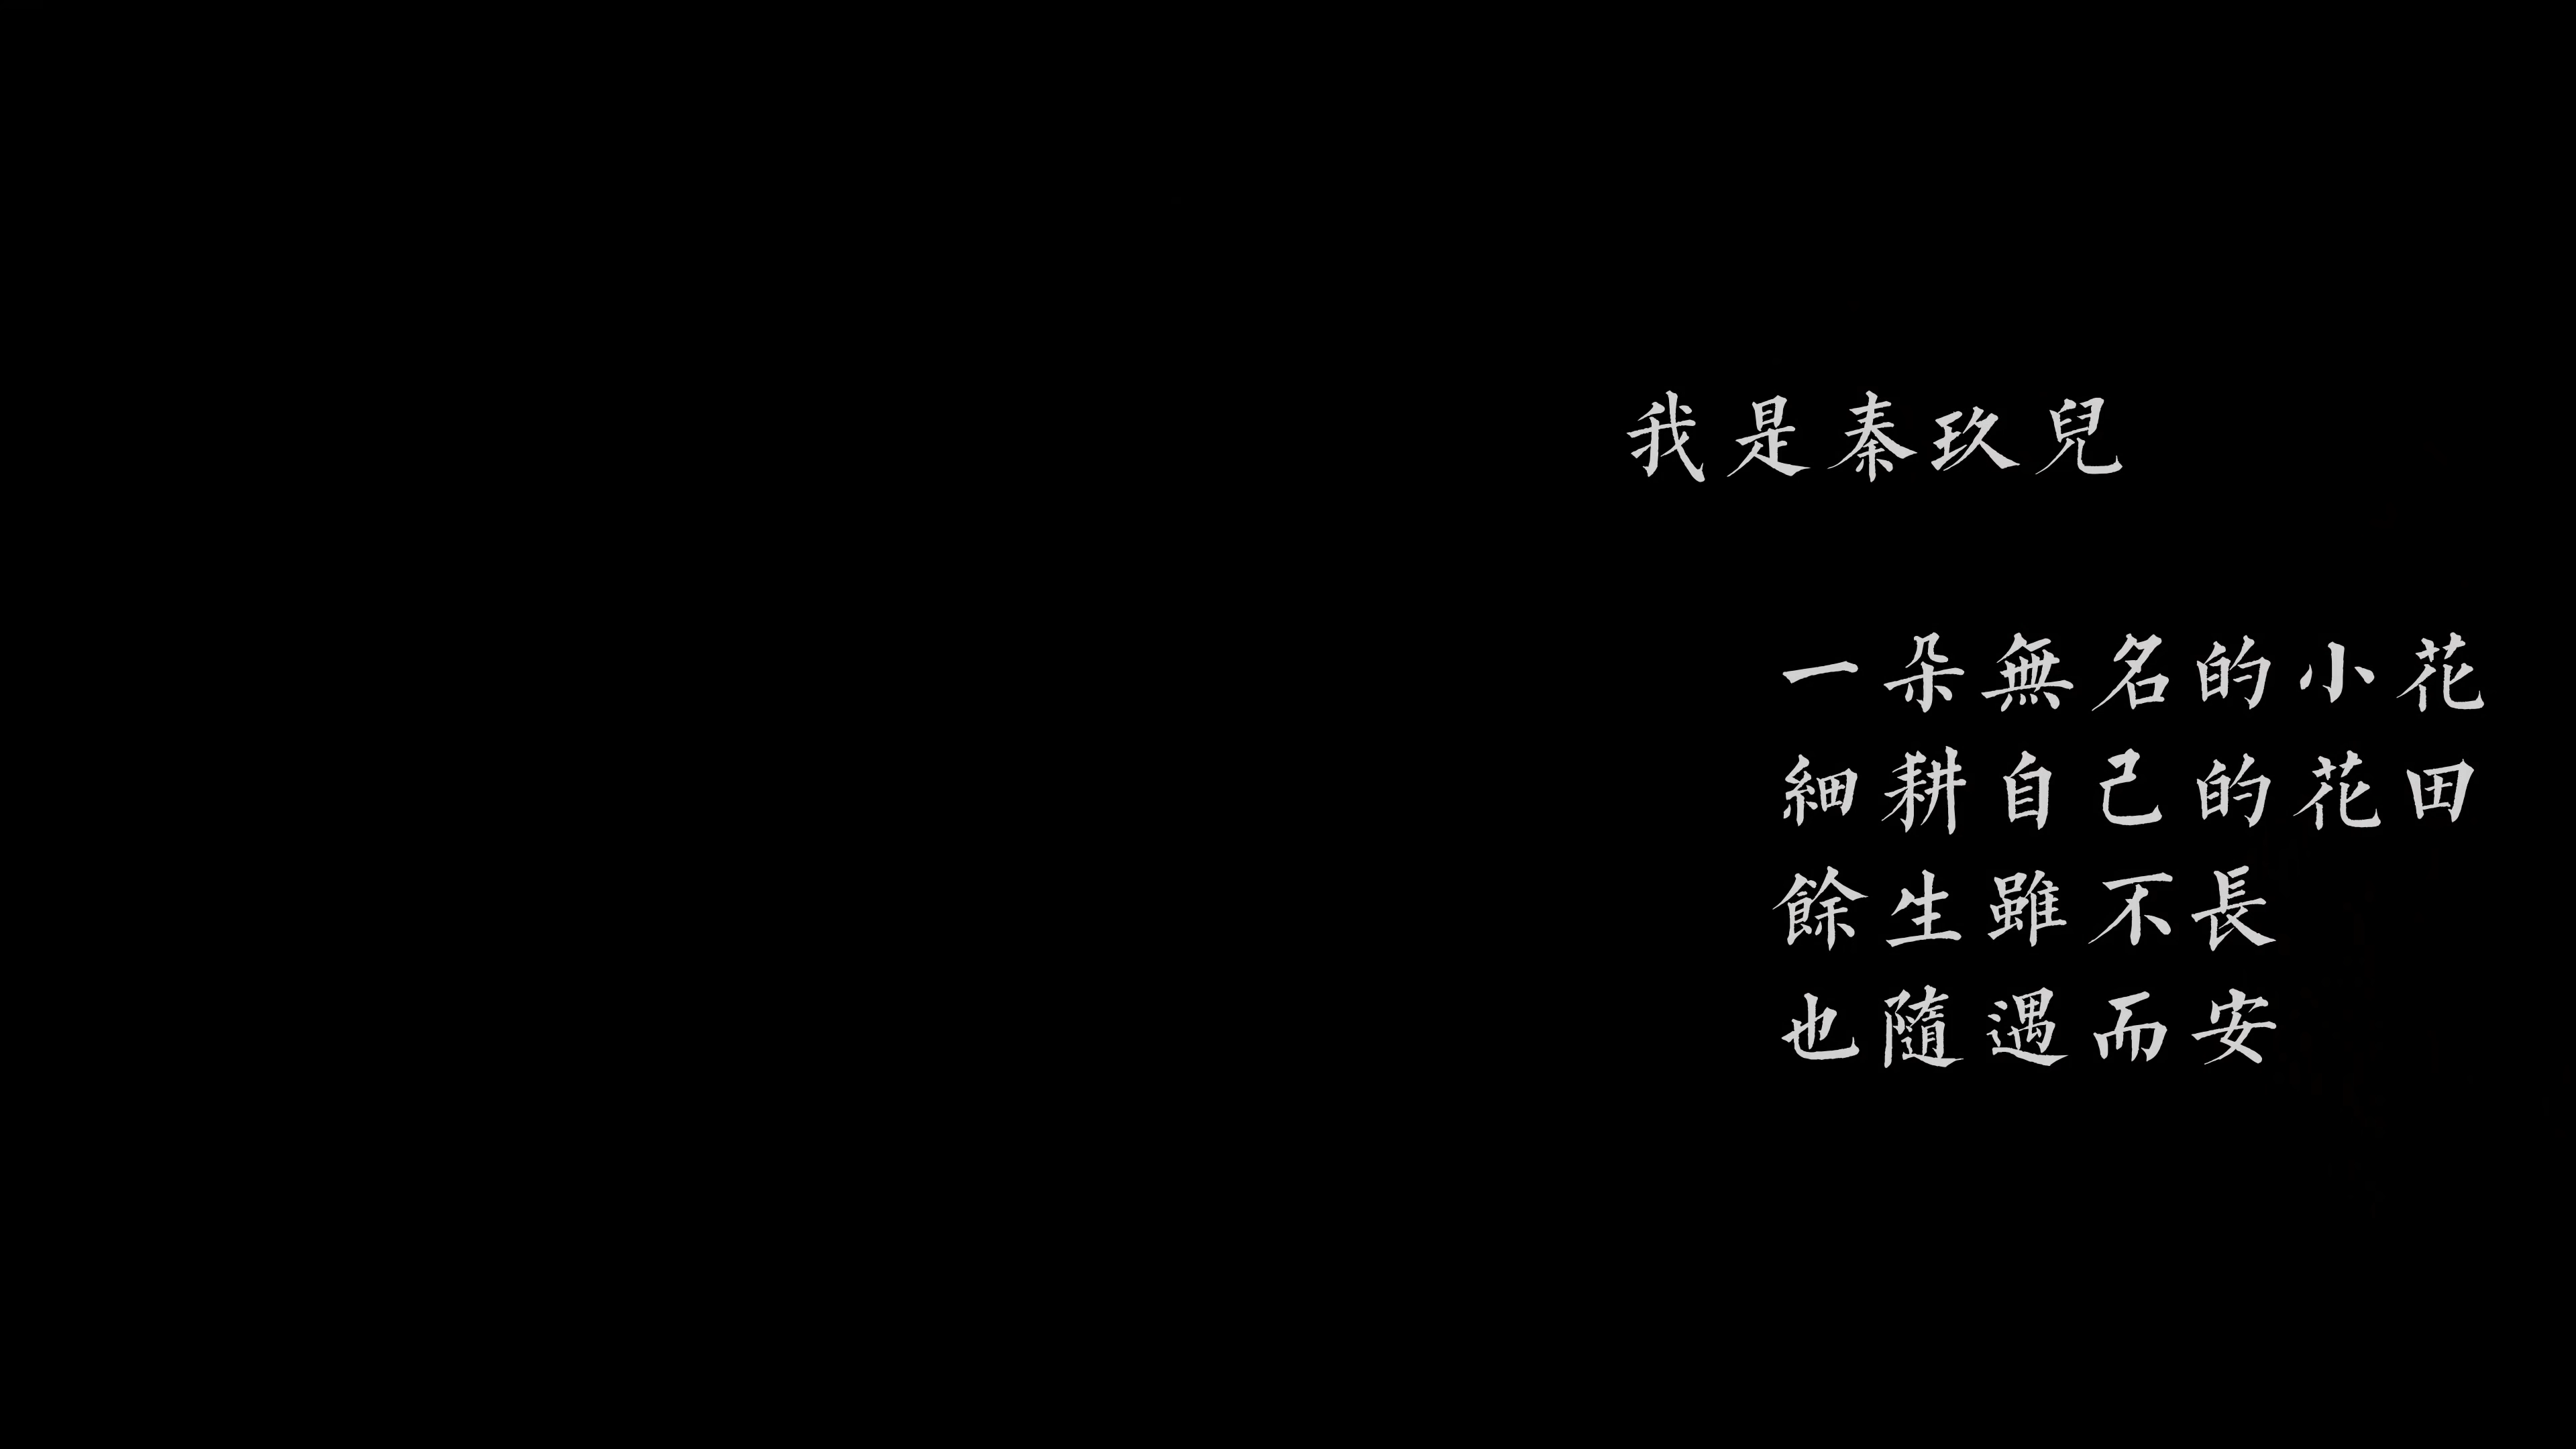 我是秦玖兒
一朵無名的小花
細耕自己的花田
餘生雖不長
也隨遇而安